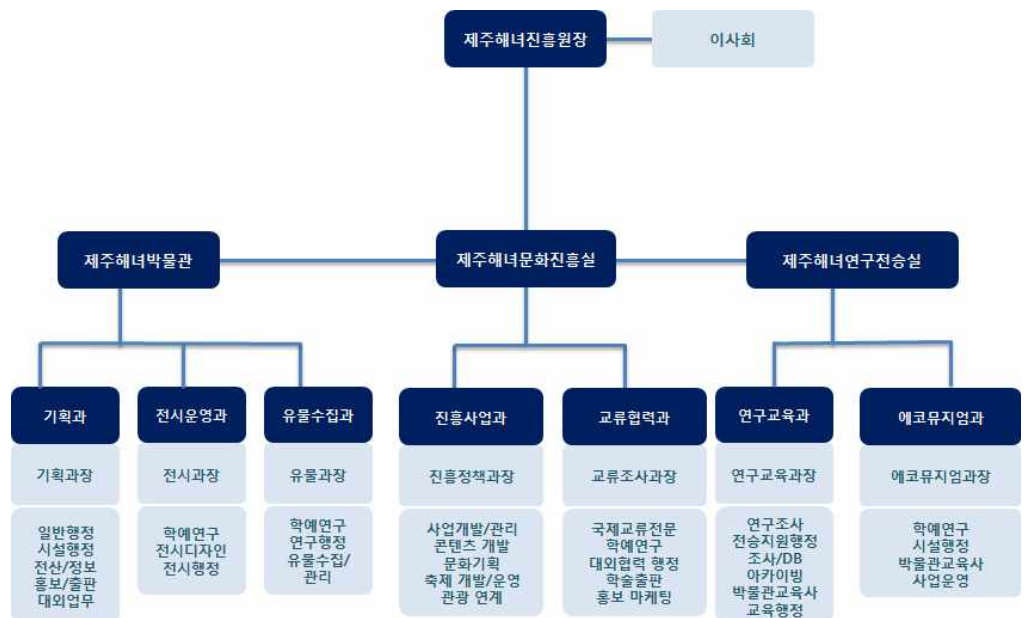 제주해녀진흥원장
이사회
제주해녀박물관
제주해녀문화진흥실
제주해녀연구전승실
기획과
전시운영과
유물수집과
진흥사업과
교류협력과
연구교육과
에코뮤지엄과
기획과장
전시과장
유물과장
진흥정책과장
교류조사과장
연구교육과장
에코뮤지엄과장
일반행정
시설행정
전산/정보
홍보/출판
대외업무
학예연구
전시디자인
전시행정
학예연구
연구행정
유물수집/
관리
사업개발/관리
콘텐츠 개발
문화기획
축제 개발/운영
관광 연계
국제교류전문
학예연구
대외협력 행정
학술출판
홍보 마케팅
연구조사
전승지원행정
조사/DB
아카이빙
박물관교육사
교육행정
학예연구
시설행정
박물관교육사
사업운영